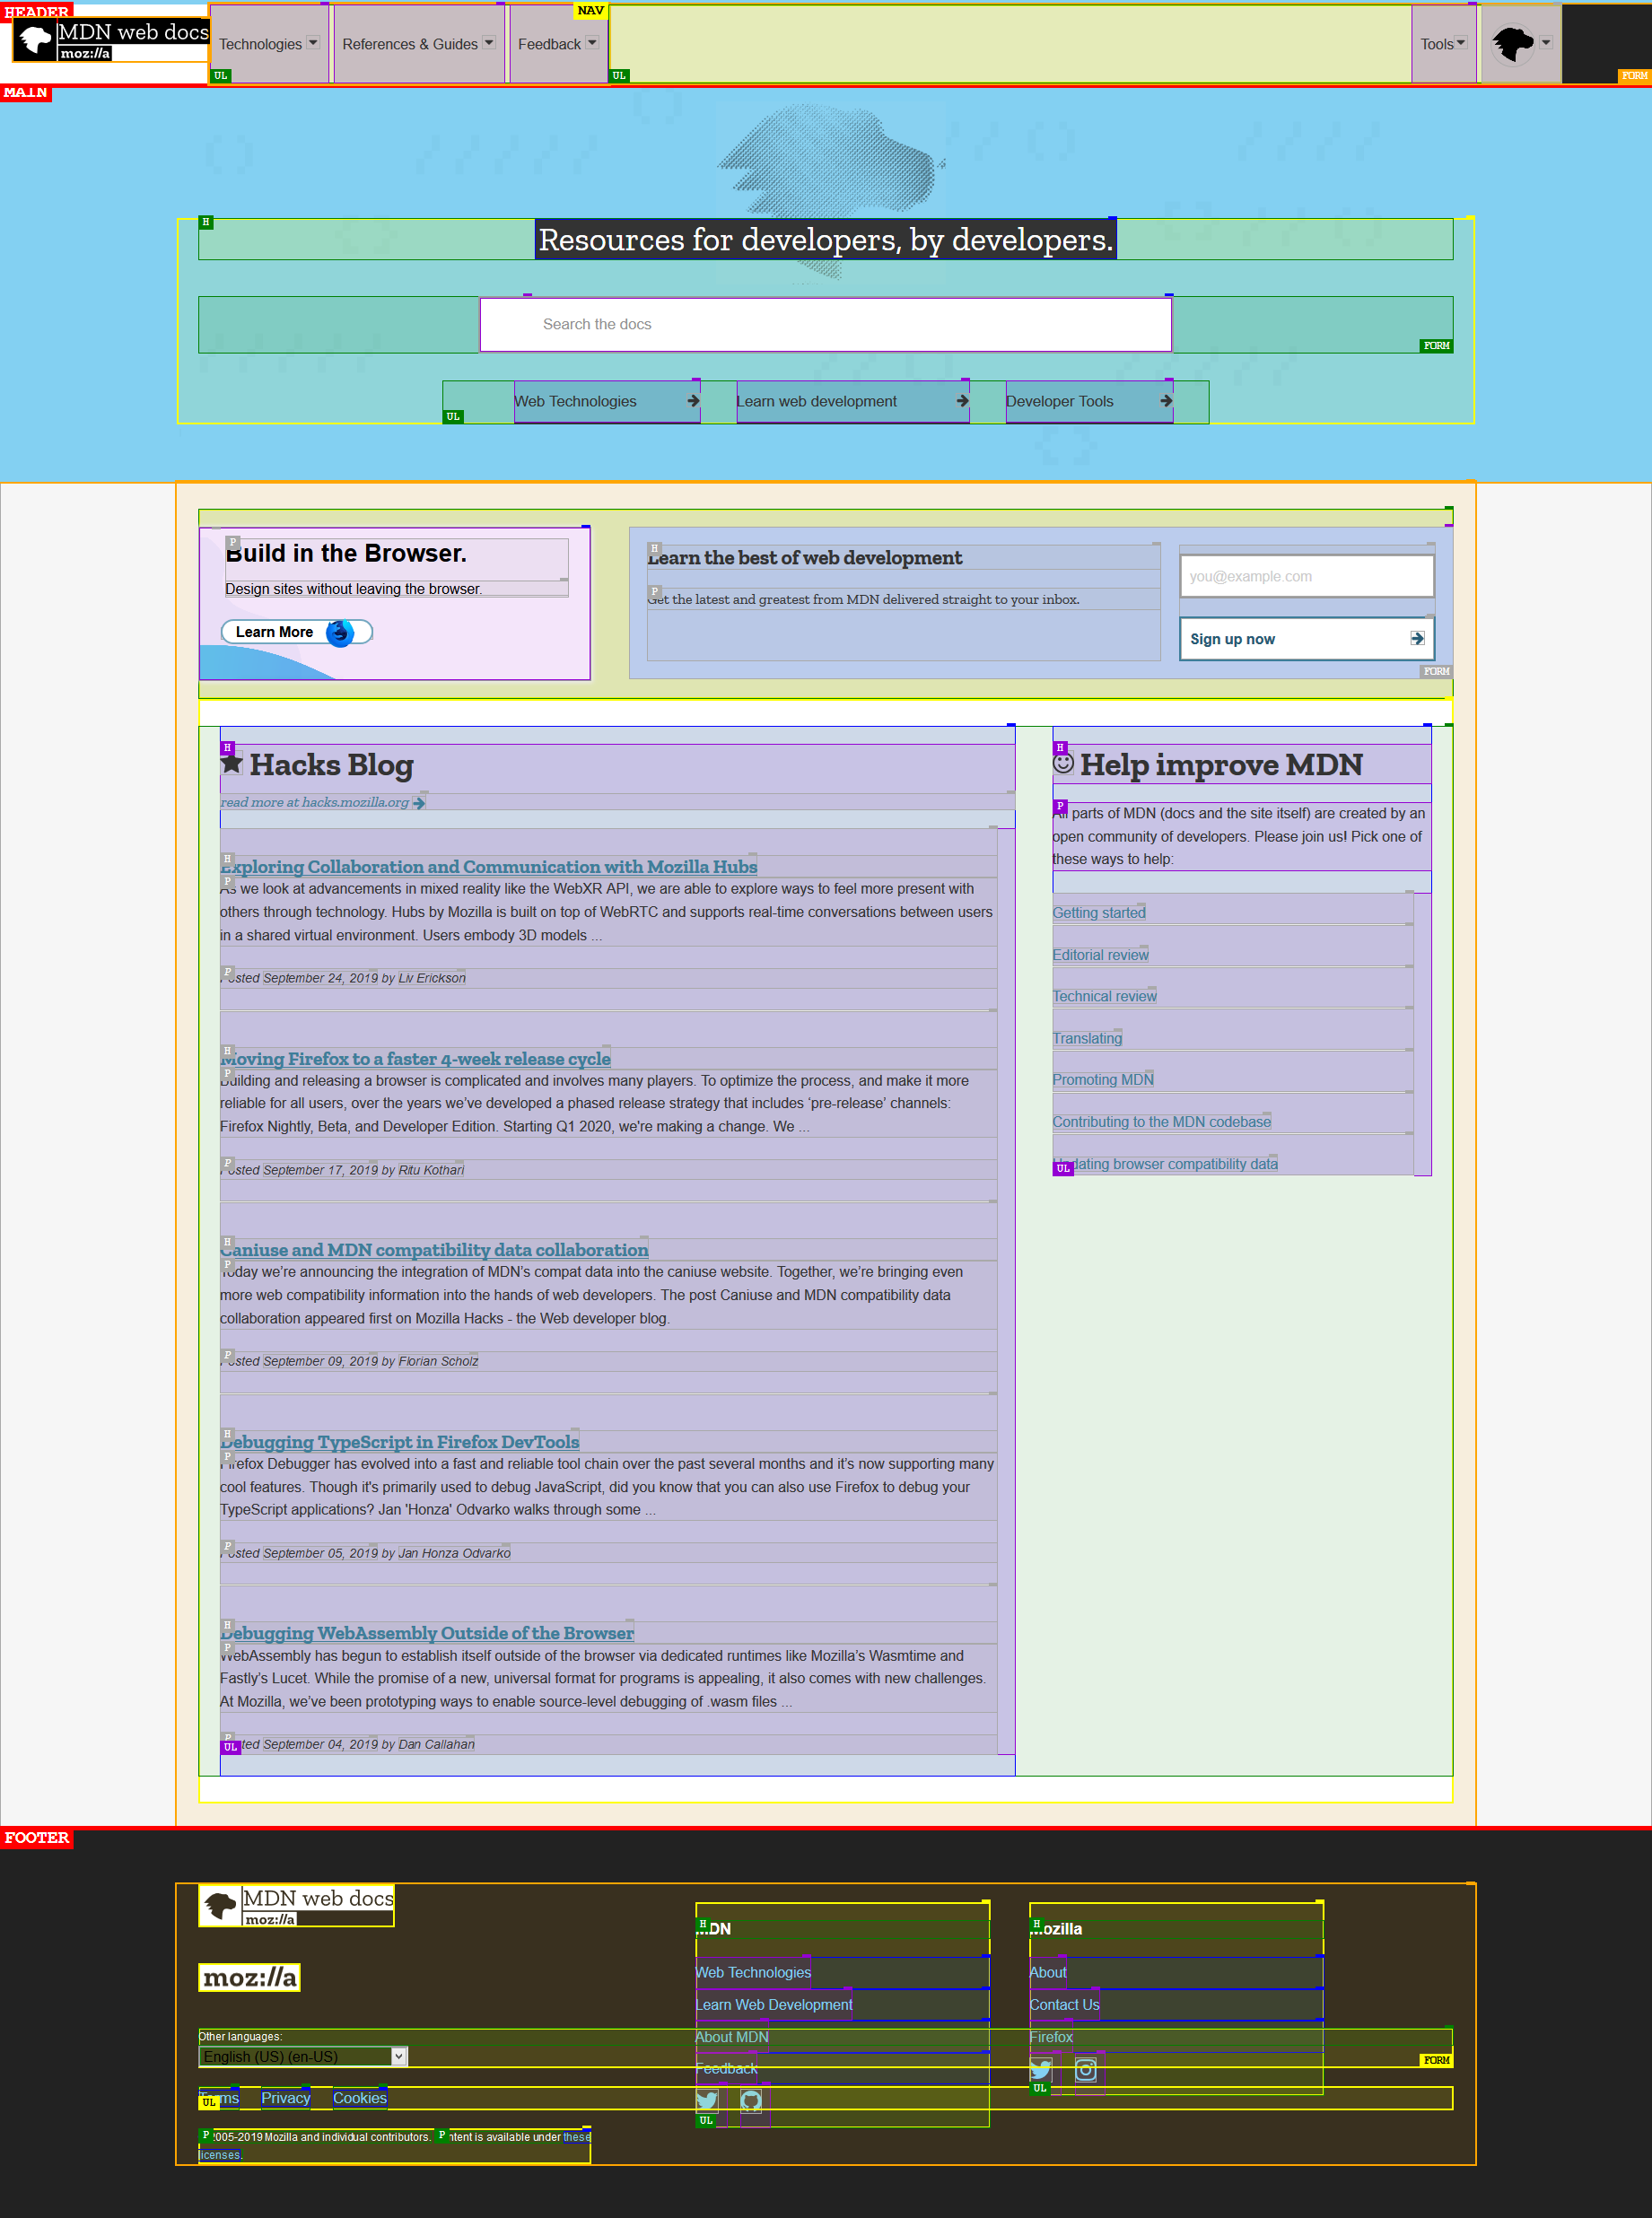 HEADER
MDN web docs
moz://a
Technologies
References & Guides
Feedback
NAV
Tools
UL
UL
FORM
MAIN
H
Resources for developers, by developers.
Search the docs
FORM
Web Technologies
Learn web development
Developer Tools
UL
P
Build in the Browser.
Design sites without leaving the browser.
Learn More
H
Learn the best of web development
P
Get the latest and greatest from MDN delivered straight to your inbox.
you@example.com
Sign up now
FORM
H
Hacks Blog
read more at hacks.mozilla.org
H
Exploring Collaboration and Communication with Mozilla Hubs
P
As we look at advancements in mixed reality like the WebXR API, we are able to explore ways to feel more present with
others through technology. Hubs by Mozilla is built on top of WebRTC and supports real-time conversations between users
in a shared virtual environment. Users embody 3D models ...
P
Posted September 24, 2019 by Liv Erickson
H
Moving Firefox to a faster 4-week release cycle
P
Building and releasing a browser is complicated and involves many players. To optimize the process, and make it more
reliable for all users, over the years we’ve developed a phased release strategy that includes ‘pre-release’ channels:
Firefox Nightly, Beta, and Developer Edition. Starting Q1 2020, we're making a change. We ...
P
Posted September 17, 2019 by Ritu Kothari
H
Caniuse and MDN compatibility data collaboration
P
Today we’re announcing the integration of MDN’s compat data into the caniuse website. Together, we’re bringing even
more web compatibility information into the hands of web developers. The post Caniuse and MDN compatibility data
collaboration appeared first on Mozilla Hacks - the Web developer blog.
P
Posted September 09, 2019 by Florian Scholz
H
Debugging TypeScript in Firefox DevTools
P
Firefox Debugger has evolved into a fast and reliable tool chain over the past several months and it’s now supporting many
cool features. Though it's primarily used to debug JavaScript, did you know that you can also use Firefox to debug your
TypeScript applications? Jan 'Honza' Odvarko walks through some ...
P
Posted September 05, 2019 by Jan Honza Odvarko
H
Debugging WebAssembly Outside of the Browser
P
WebAssembly has begun to establish itself outside of the browser via dedicated runtimes like Mozilla’s Wasmtime and
Fastly’s Lucet. While the promise of a new, universal format for programs is appealing, it also comes with new challenges.
At Mozilla, we’ve been prototyping ways to enable source-level debugging of .wasm files ...
P
Posted September 04, 2019 by Dan Callahan
UL
H
Help improve MDN
P
All parts of MDN (docs and the site itself) are created by an
open community of developers. Please join us! Pick one of
these ways to help:
Getting started
Editorial review
Technical review
Translating
Promoting MDN
Contributing to the MDN codebase
Updating browser compatibility data
UL
FOOTER
MDN web docs
moz://a
moz://a
H
MDN
Web Technologies
Learn Web Development
About MDN
Feedback
UL
H
Mozilla
About
Contact Us
Firefox
UL
Other languages:
English (US) (en-US)
FORM
Terms
Privacy
Cookies
UL
P
2005-2019 Mozilla and individual contributors.
P
Content is available under these
licenses.